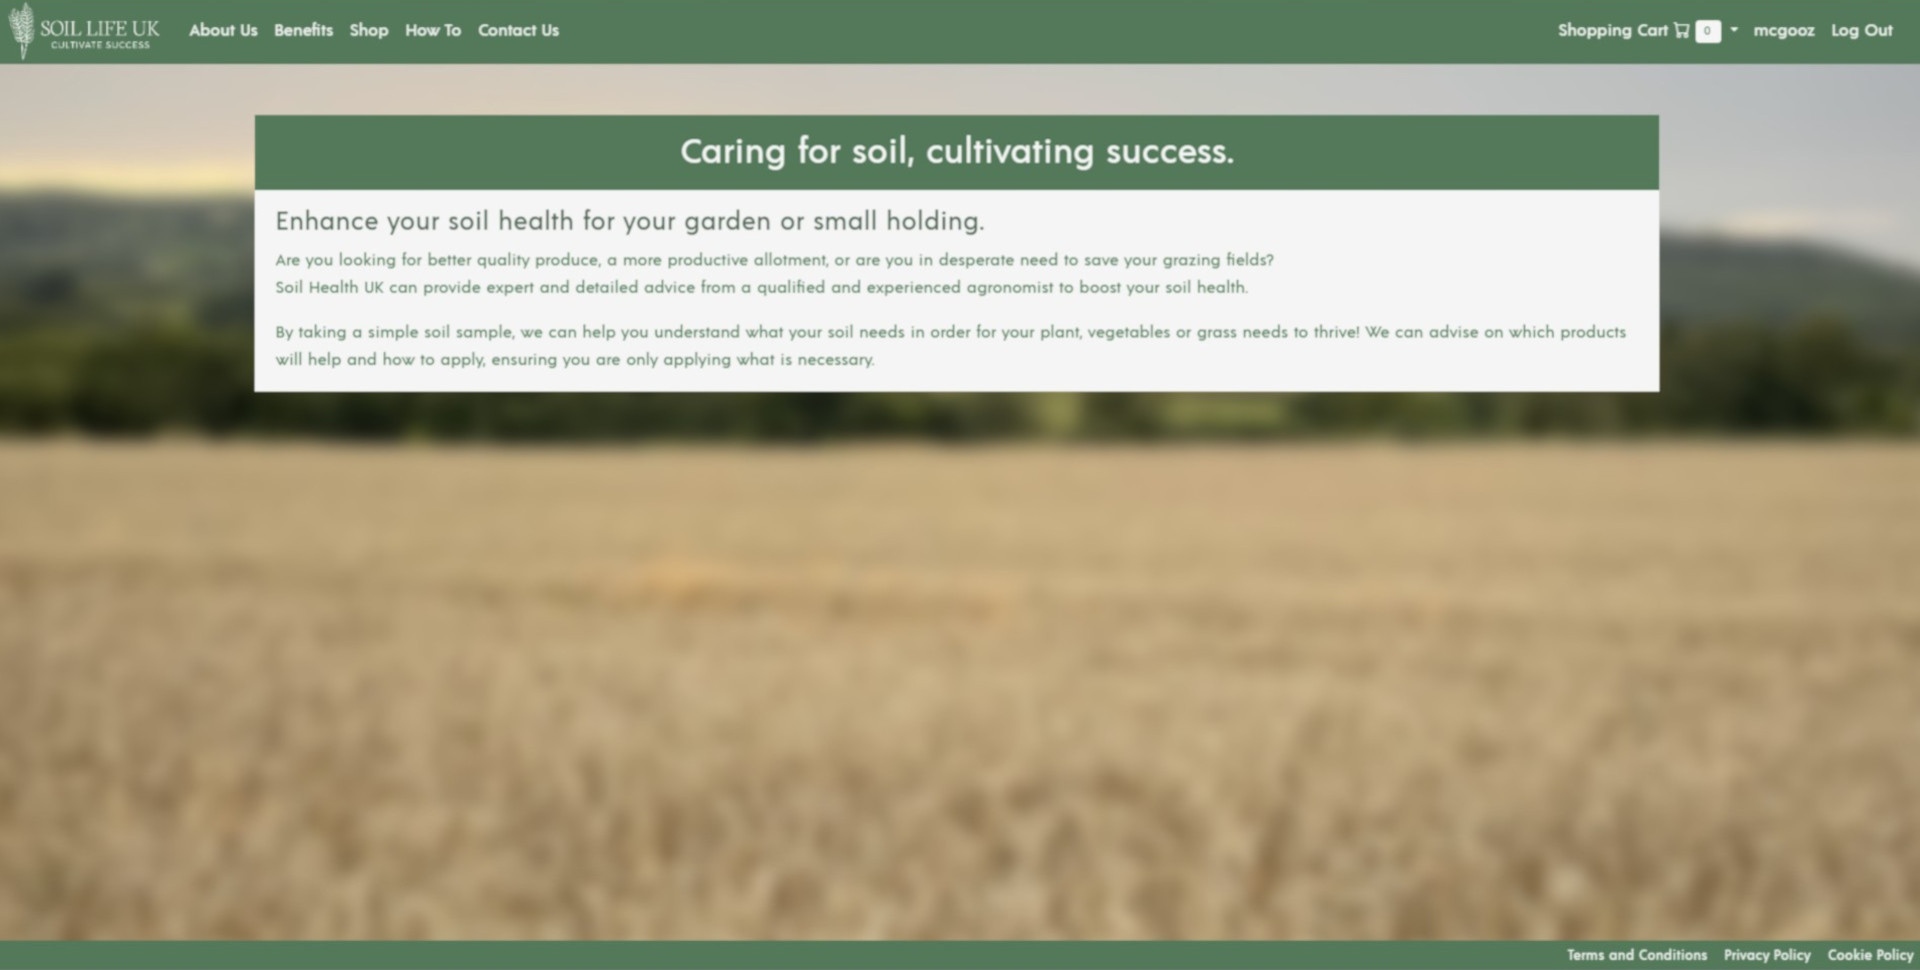 SOIL LIFE UK
CULTIVATE SUCCESS
About Us Benefits Shop How To Contact Us
Shopping Cart 0 mcgooz Log Out
Caring for soil, cultivating success.
Enhance your soil health for your garden or small holding.
Are you looking for better quality produce, a more productive allotment, or are you in desperate need to save your grazing fields?
Soil Health UK can provide expert and detailed advice from a qualified and experienced agronomist to boost your soil health.
By taking a simple soil sample, we can help you understand what your soil needs in order for your plant, vegetables or grass needs to thrive! We can advise on which products
will help and how to apply, ensuring you are only applying what is necessary.
Terms and Conditions Privacy Policy Cookie Policy